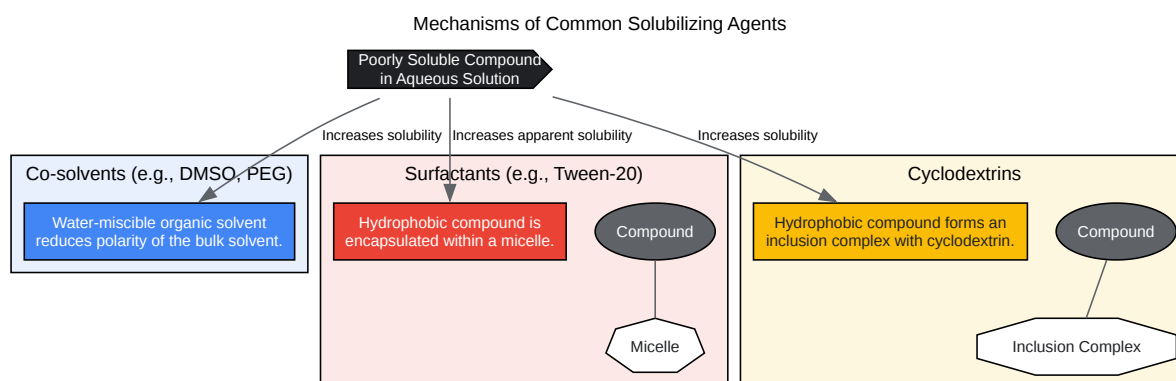 Mechanisms of Common Solubilizing Agents
Poorly Soluble Compound
in Aqueous Solution
Increases solubility
Increases apparent solubility
Increases solubility
Co-solvents (e.g., DMSO, PEG)
Water-miscible organic solvent
reduces polarity of the bulk solvent.
Surfactants (e.g., Tween-20)
Hydrophobic compound is
encapsulated within a micelle.
Compound
Micelle
Cyclodextrins
Hydrophobic compound forms an
inclusion complex with cyclodextrin.
Compound
Inclusion Complex